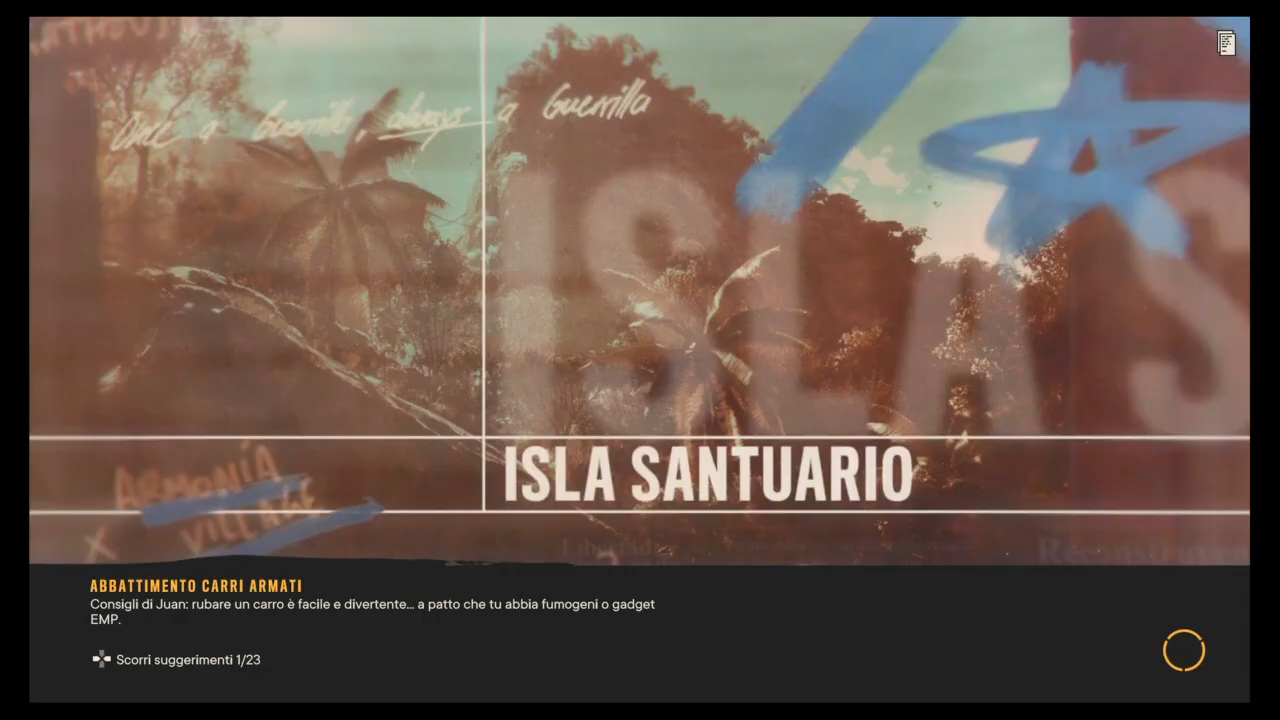 Once a Guerrilla, always a Guerrilla
ISLAS
ISLA SANTUARIO
ARMONÍA
X VILLAGE
ABBATTIMENTO CARRI ARMATI
Consigli di Juan: rubare un carro è facile e divertente... a patto che tu abbia fumogeni o gadget
EMP.
Scorri suggerimenti 1/23